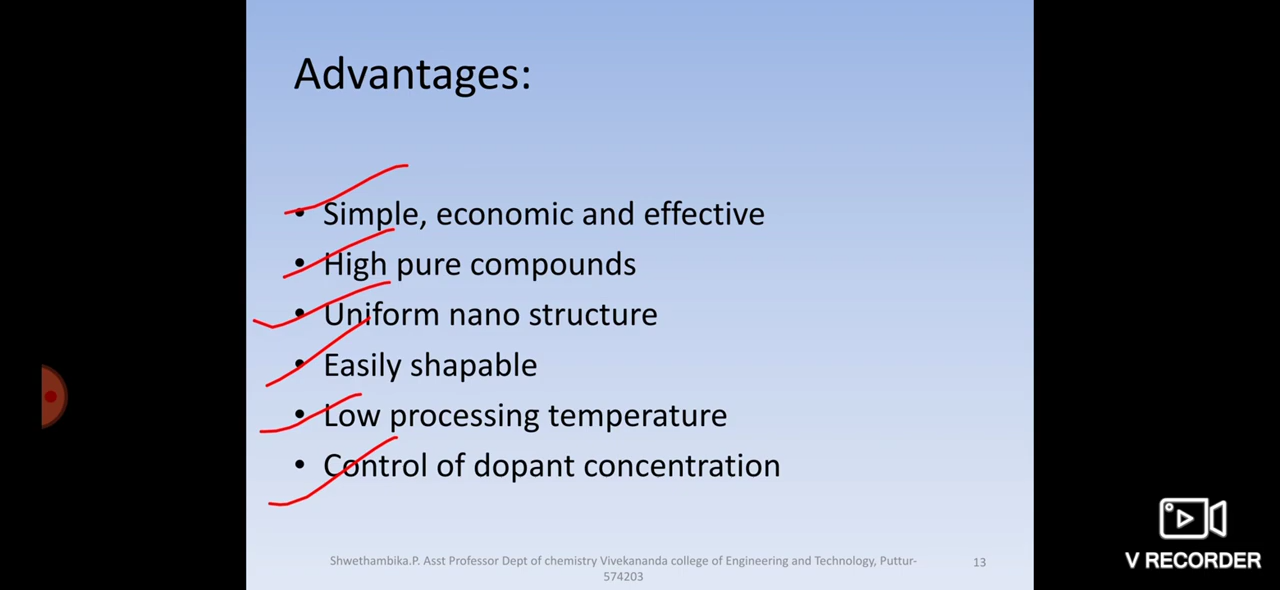 Advantages:
• Simple, economic and effective
• High pure compounds
• Uniform nano structure
• Easily shapable
• Low processing temperature
• Control of dopant concentration
Shwethambika.P. Asst Professor Dept of chemistry Vivekananda college of Engineering and Technology, Puttur-
574203
13
V RECORDER